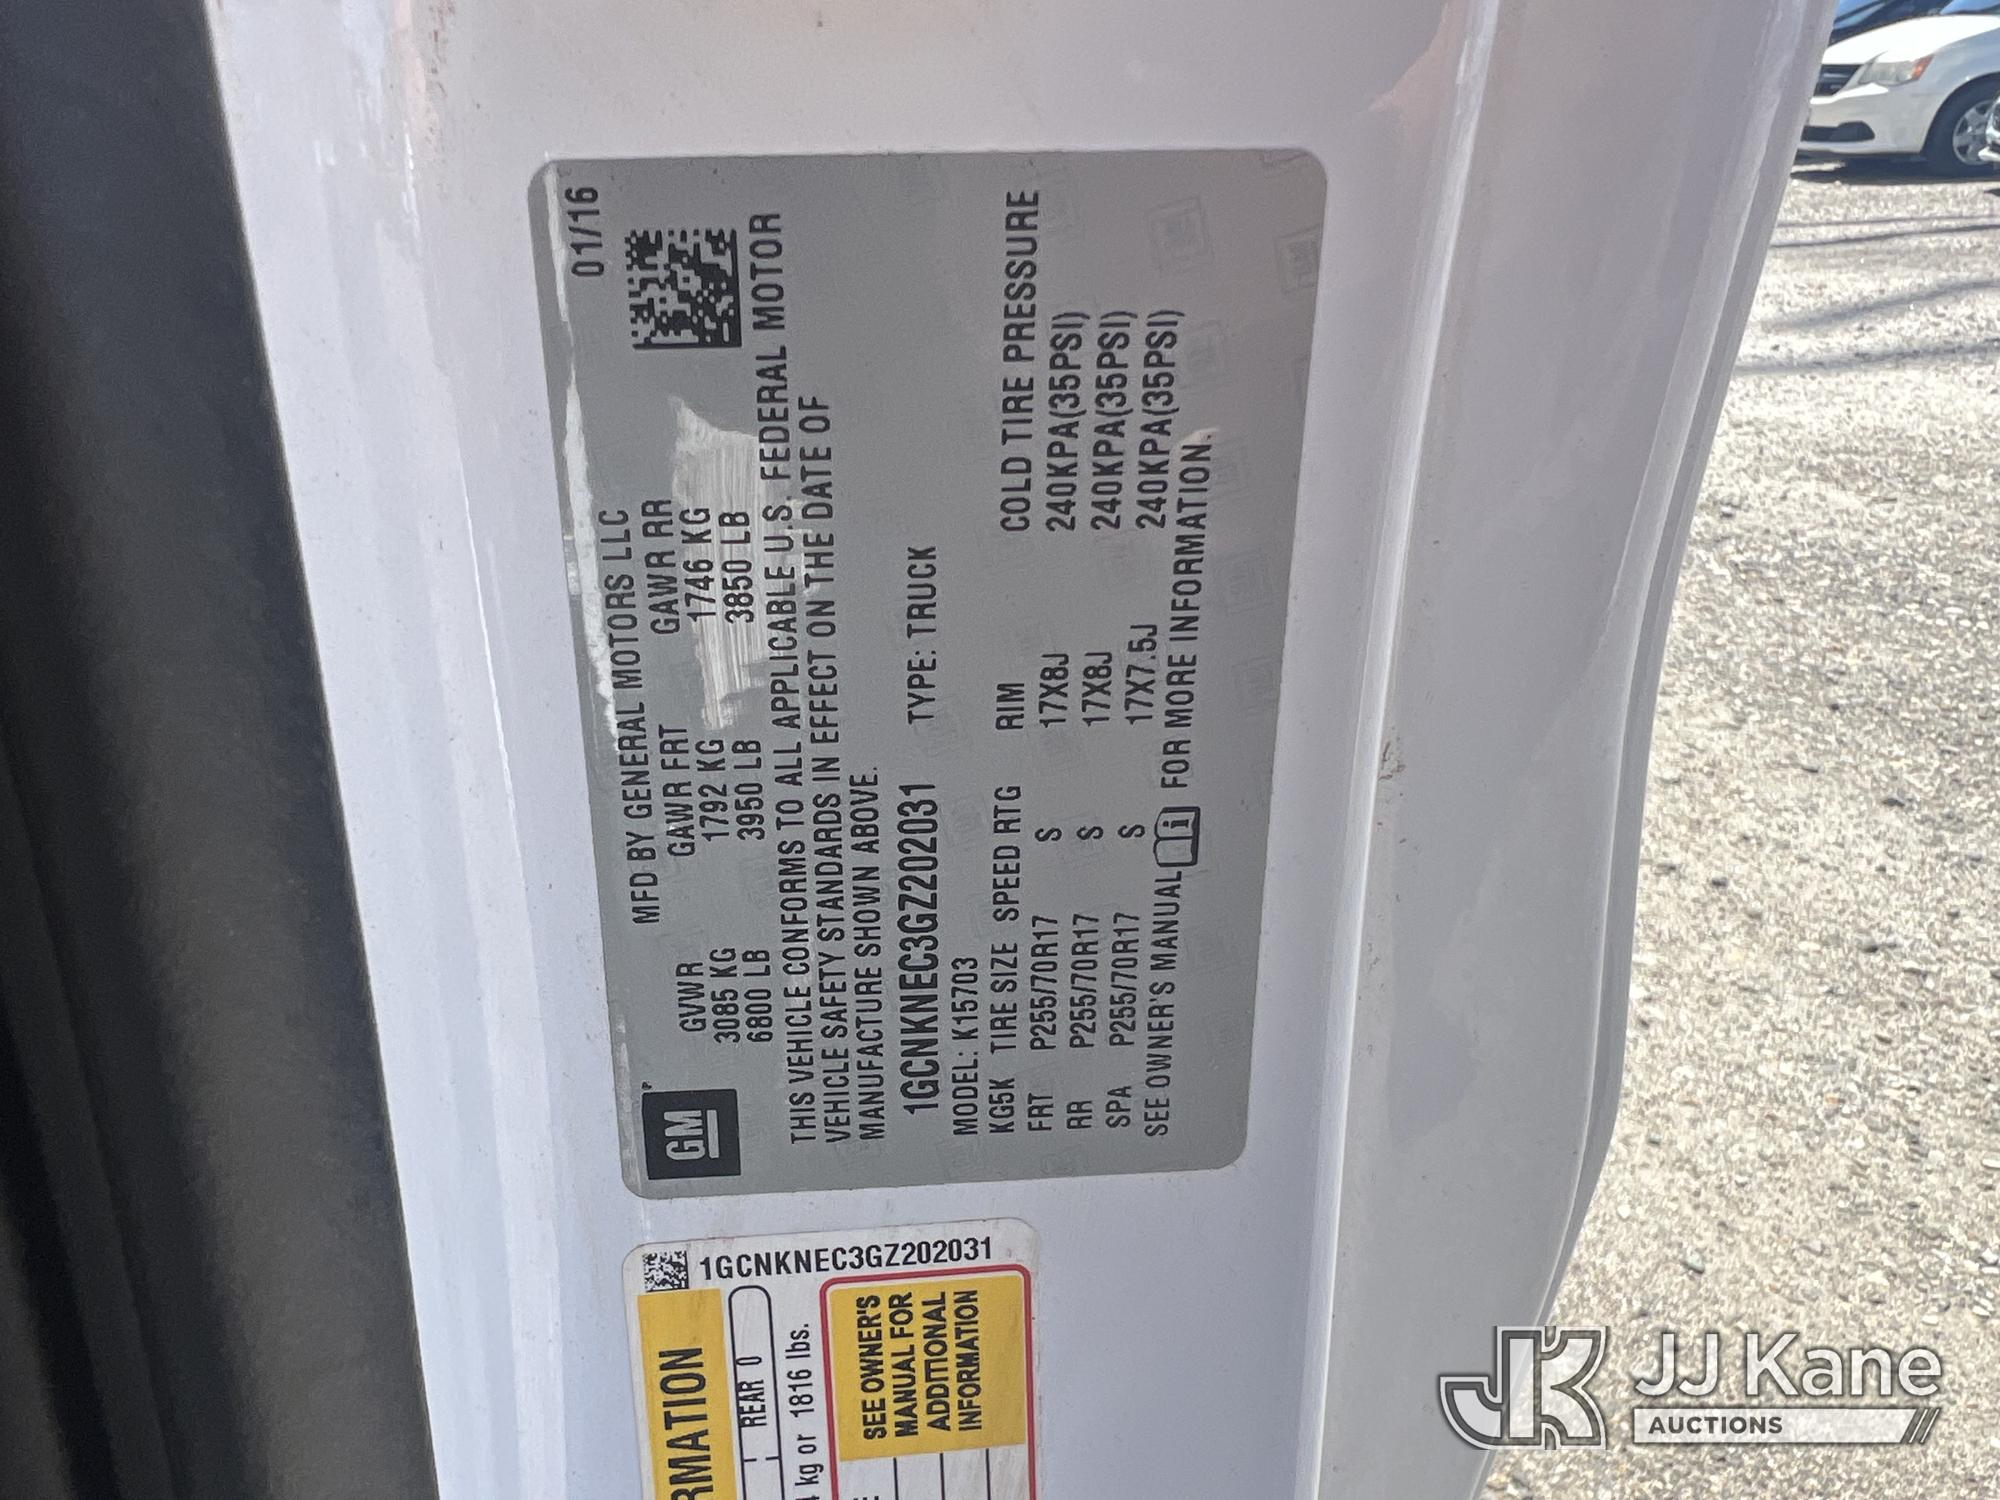 MFD BY GENERAL MOTORS LLC 01/16
GM
GVWR GAWR FRT GAWR RR
3085 KG 1792 KG 1746 KG
6800 LB 3950 LB 3850 LB
THIS VEHICLE CONFORMS TO ALL APPLICABLE U.S. FEDERAL MOTOR
VEHICLE SAFETY STANDARDS IN EFFECT ON THE DATE OF
MANUFACTURE SHOWN ABOVE.
1GCNKNEC3GZ202031 TYPE: TRUCK
MODEL: K15703
KG5K TIRE SIZE SPEED RTG RIM COLD TIRE PRESSURE
FRT P255/70R17 S 17X8J 240KPA(35PSI)
RR P255/70R17 S 17X8J 240KPA(35PSI)
SPA P255/70R17 S 17X7.5J 240KPA(35PSI)
SEE OWNER'S MANUAL i FOR MORE INFORMATION.
1GCNKNEC3GZ202031
REAR 0
kg or 1816 lbs.
SEE OWNER'S
MANUAL FOR
ADDITIONAL
INFORMATION
JK JJ Kane
AUCTIONS